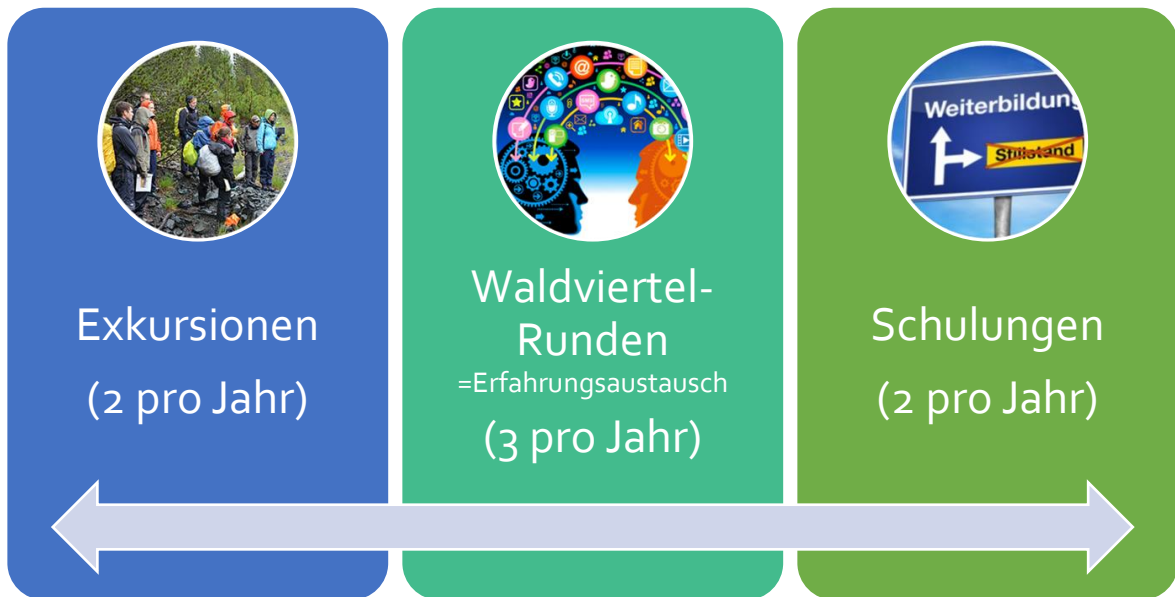 Exkursionen
(2 pro Jahr)
Waldviertel-
Runden
=Erfahrungsaustausch
(3 pro Jahr)
Weiterbildung
Stillstand
Schulungen
(2 pro Jahr)